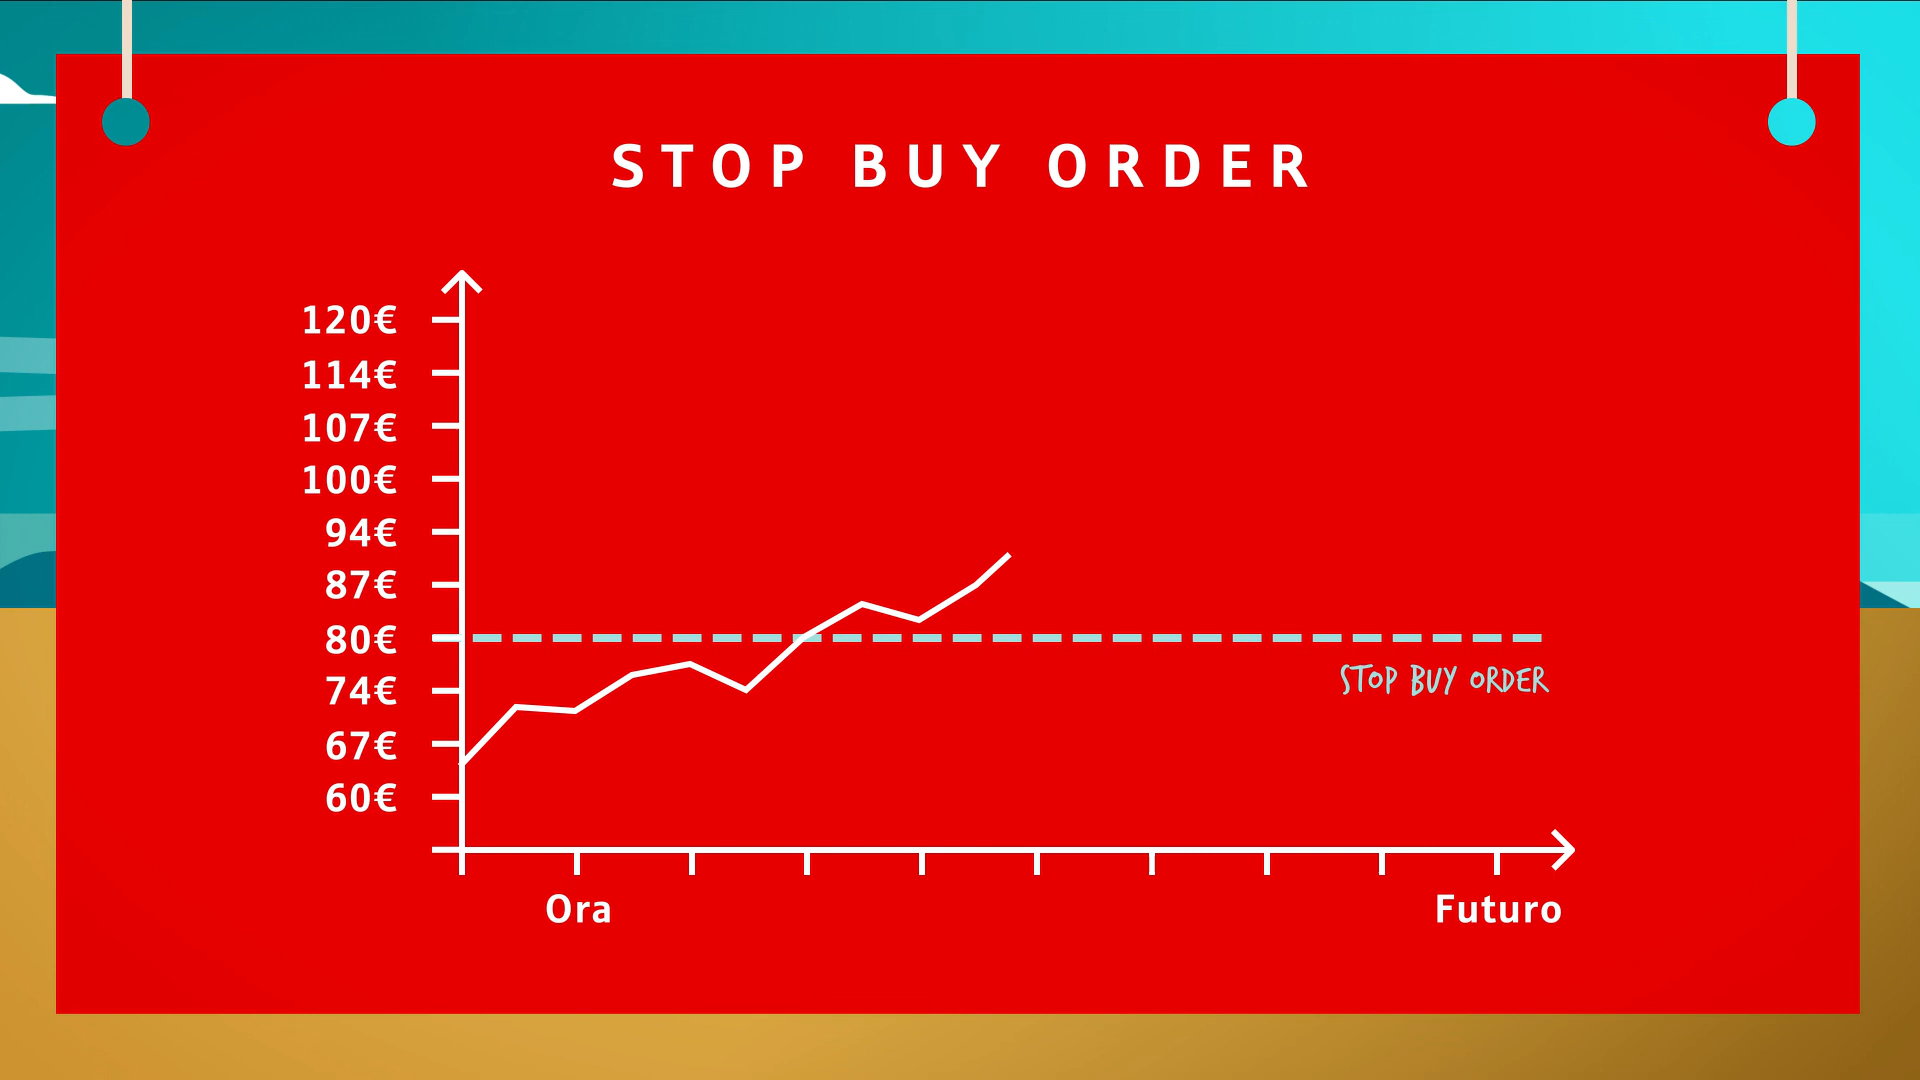 STOP BUY ORDER
120€
114€
107€
100€
94€
87€
80€
74€
67€
60€
STOP BUY ORDER
Ora
Futuro